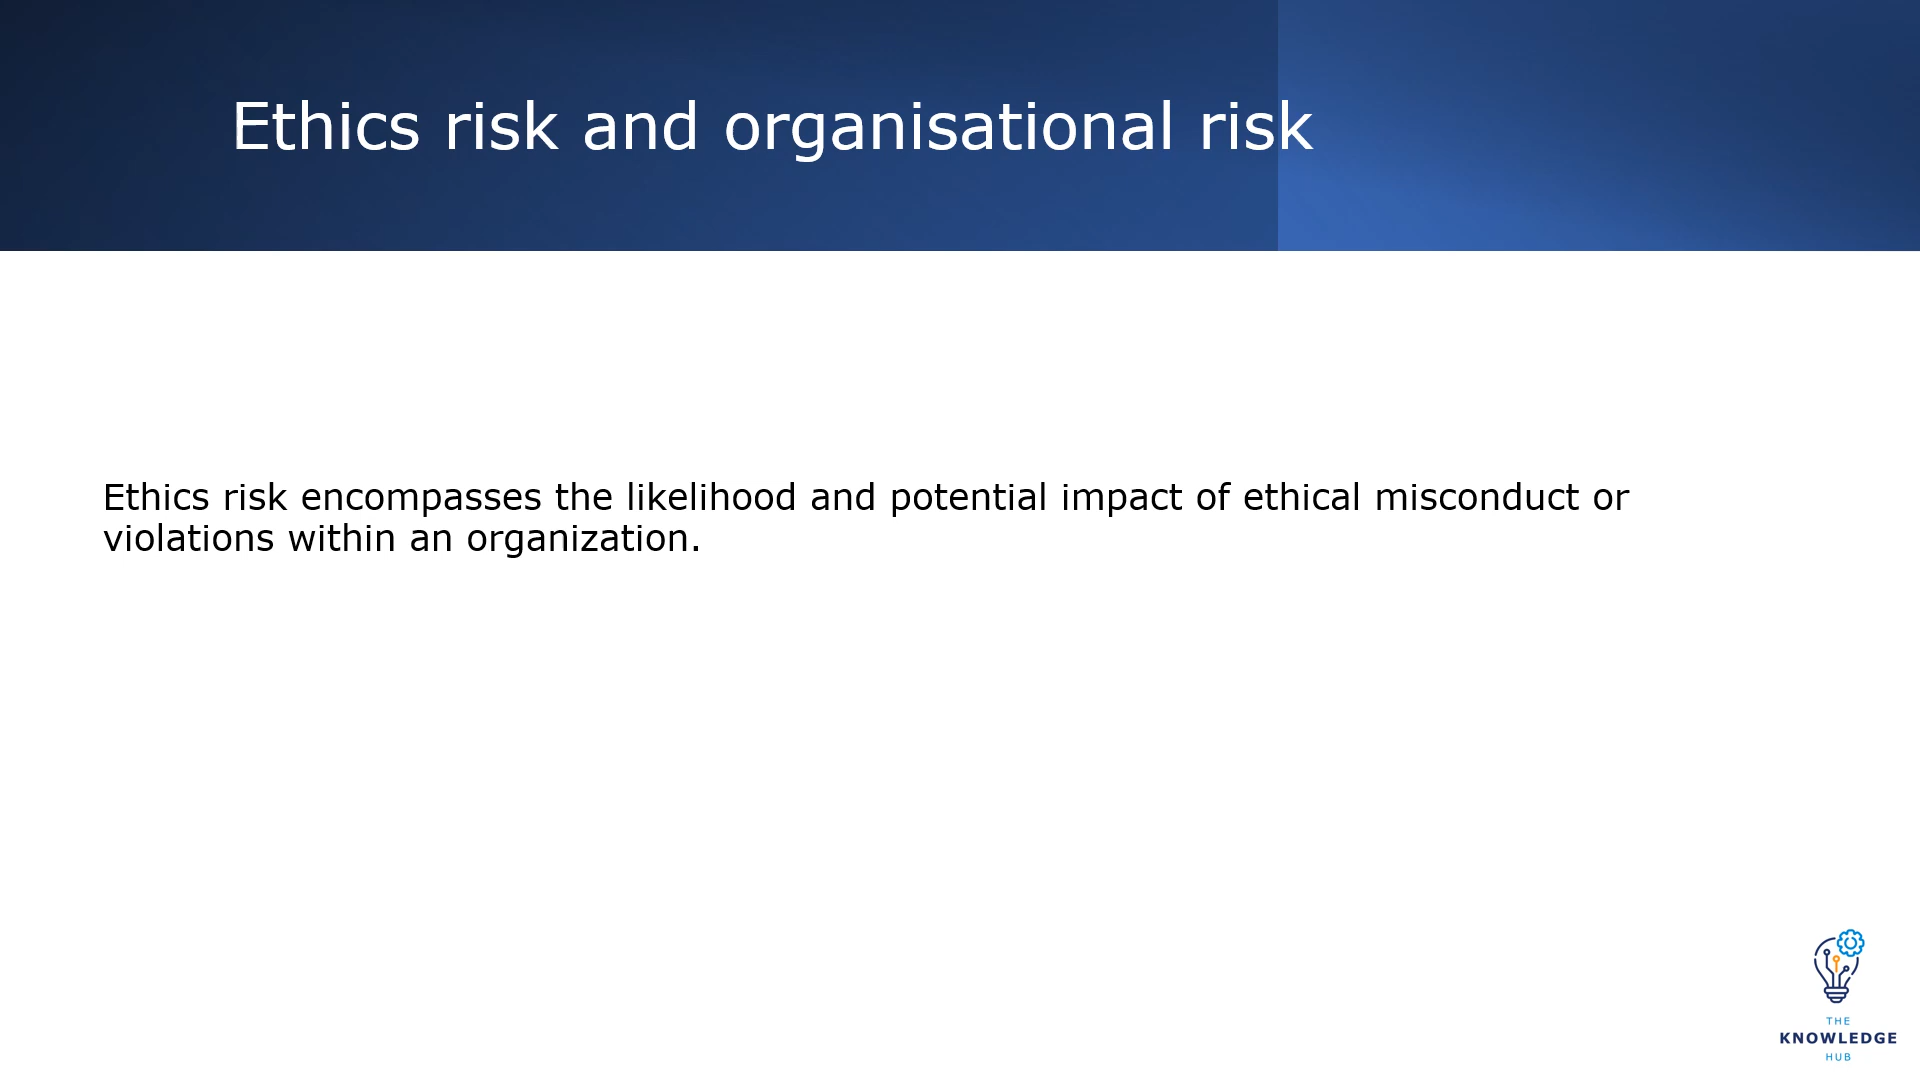 Ethics risk and organisational risk
Ethics risk encompasses the likelihood and potential impact of ethical misconduct or
violations within an organization.
THE
KNOWLEDGE
HUB